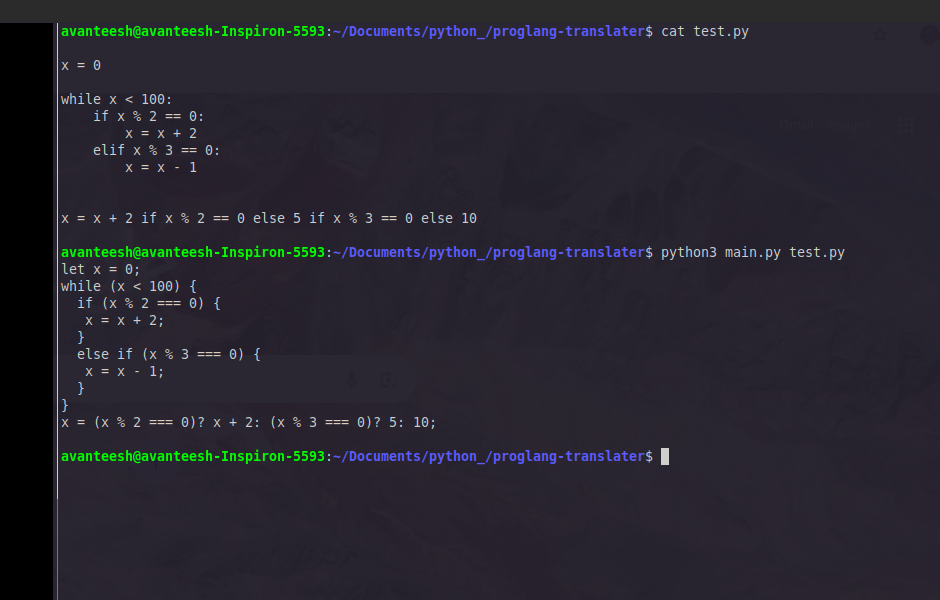 avanteesh@avanteesh-Inspiron-5593:~/Documents/python_/proglang-translater$ cat test.py
x = 0
while x < 100:
    if x % 2 == 0:
        x = x + 2
    elif x % 3 == 0:
        x = x - 1
x = x + 2 if x % 2 == 0 else 5 if x % 3 == 0 else 10
avanteesh@avanteesh-Inspiron-5593:~/Documents/python_/proglang-translater$ python3 main.py test.py
let x = 0;
while (x < 100) {
  if (x % 2 === 0) {
   x = x + 2;
  }
  else if (x % 3 === 0) {
   x = x - 1;
  }
}
x = (x % 2 === 0)? x + 2: (x % 3 === 0)? 5: 10;
avanteesh@avanteesh-Inspiron-5593:~/Documents/python_/proglang-translater$